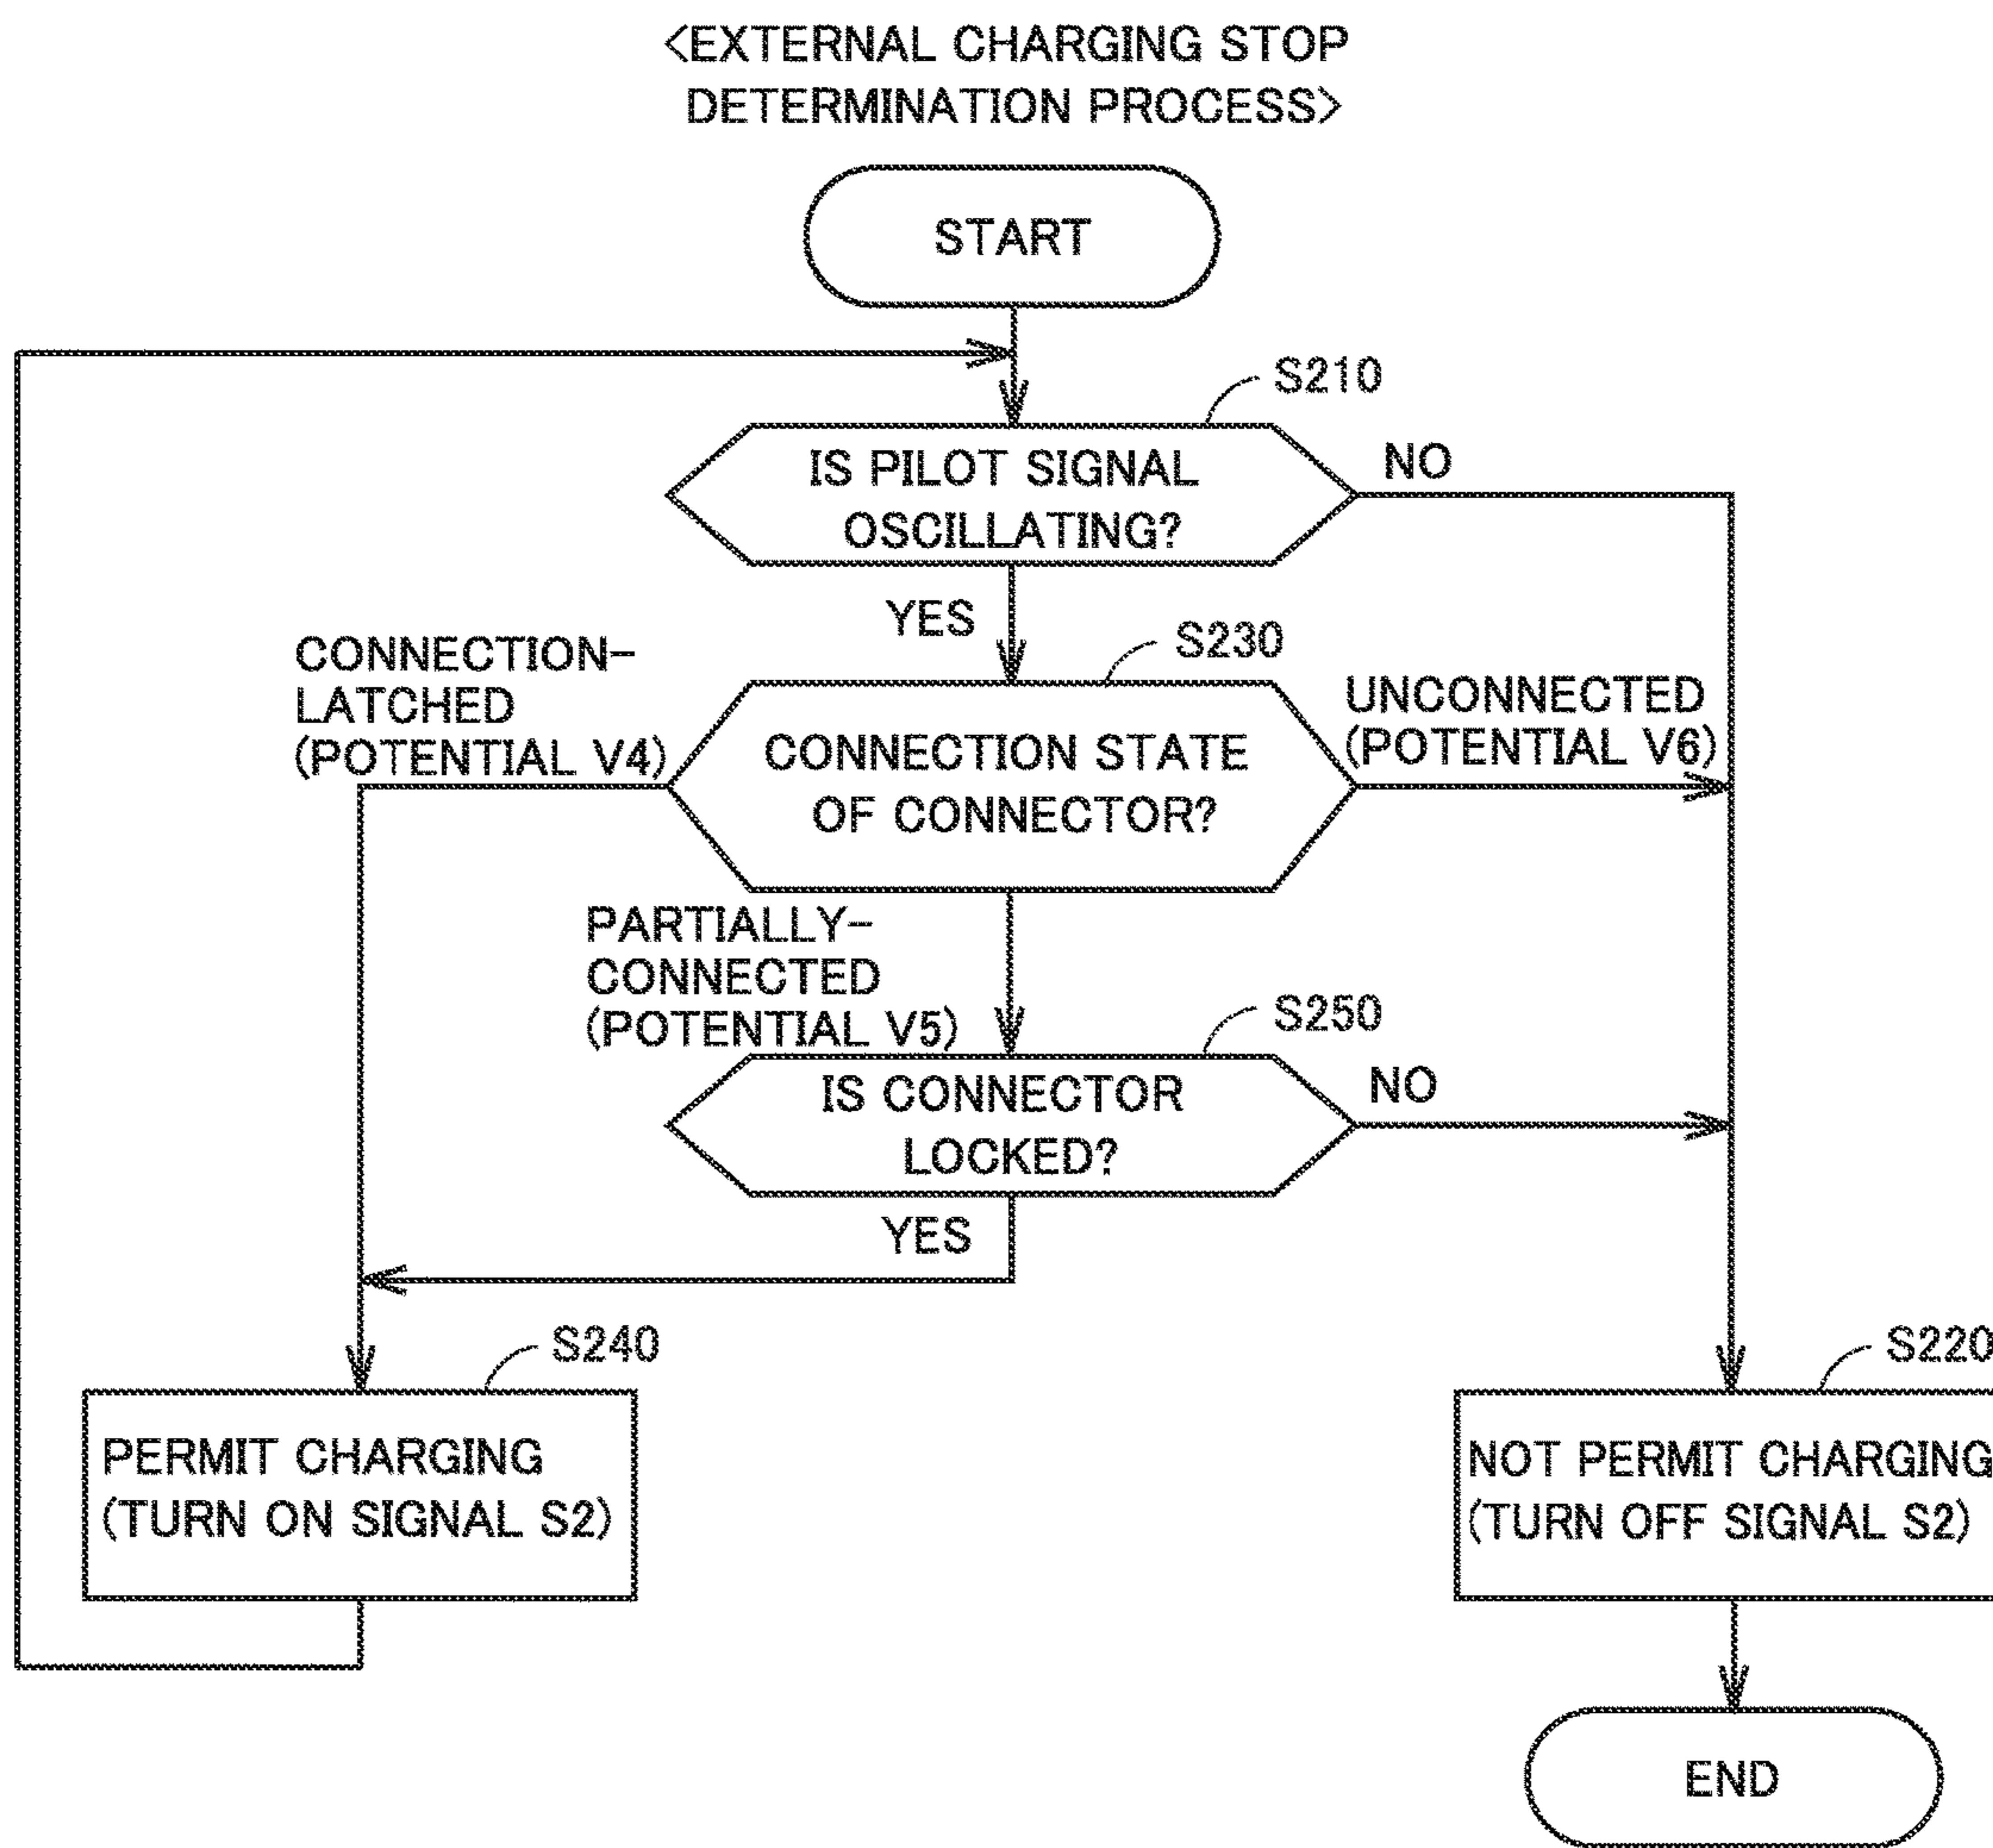 <EXTERNAL CHARGING STOP
DETERMINATION PROCESS>
START
S210
IS PILOT SIGNAL
OSCILLATING?
NO
YES
S230
CONNECTION-
LATCHED
(POTENTIAL V4)
CONNECTION STATE
OF CONNECTOR?
UNCONNECTED
(POTENTIAL V6)
PARTIALLY-
CONNECTED
(POTENTIAL V5)
S250
IS CONNECTOR
LOCKED?
NO
YES
S240
PERMIT CHARGING
(TURN ON SIGNAL S2)
S220
NOT PERMIT CHARGING
(TURN OFF SIGNAL S2)
END